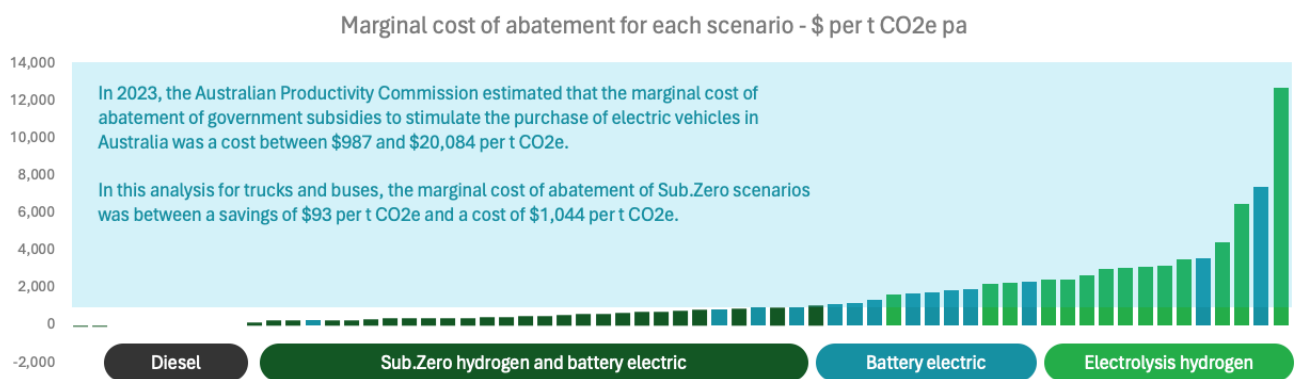 Marginal cost of abatement for each scenario - $ per t CO2e pa
14,000
12,000
10,000
8,000
6,000
4,000
2,000
0
-2,000
In 2023, the Australian Productivity Commission estimated that the marginal cost of
abatement of government subsidies to stimulate the purchase of electric vehicles in
Australia was a cost between $987 and $20,084 per t CO2e.
In this analysis for trucks and buses, the marginal cost of abatement of Sub.Zero scenarios
was between a savings of $93 per t CO2e and a cost of $1,044 per t CO2e.
Diesel
Sub.Zero hydrogen and battery electric
Battery electric
Electrolysis hydrogen